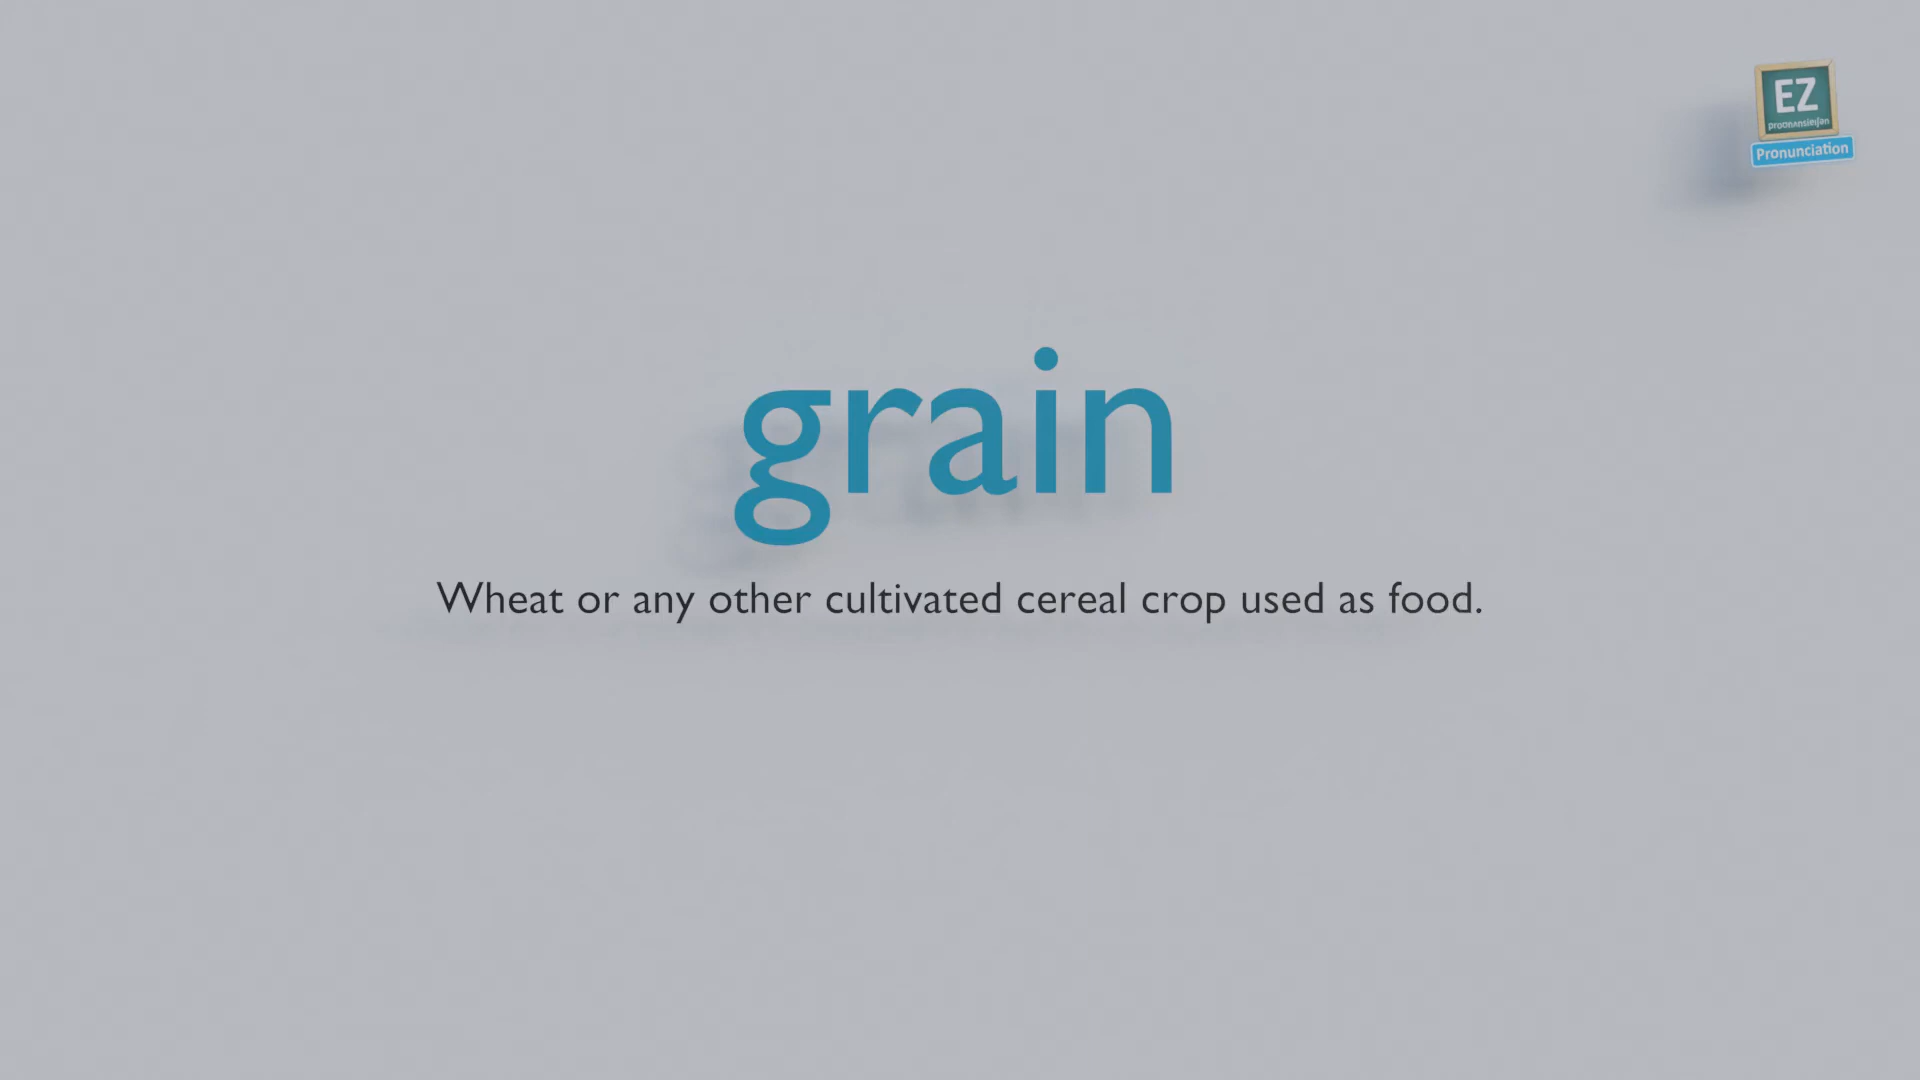 EZ
Pronunciation
grain
Wheat or any other cultivated cereal crop used as food.